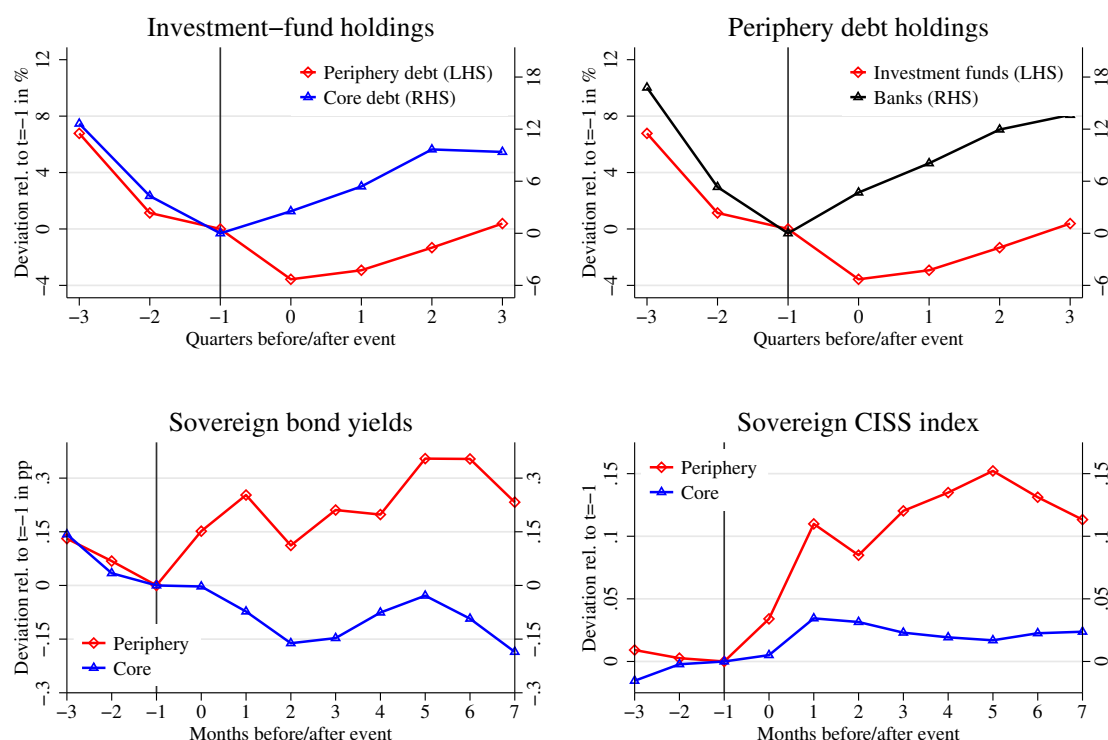 Investment−fund holdings
Deviation rel. to t=−1 in %
12
8
4
0
−4
18
12
6
0
−6
Periphery debt (LHS)
Core debt (RHS)
−3 −2 −1 0 1 2 3
Quarters before/after event
Periphery debt holdings
Deviation rel. to t=−1 in %
12
8
4
0
−4
18
12
6
0
−6
Investment funds (LHS)
Banks (RHS)
−3 −2 −1 0 1 2 3
Quarters before/after event
Sovereign bond yields
Deviation rel. to t=−1 in pp
.3
.15
0
−.15
−.3
.3
.15
0
−.15
−.3
Periphery
Core
−3 −2 −1 0 1 2 3 4 5 6 7
Months before/after event
Sovereign CISS index
Deviation rel. to t=−1
.15
.1
.05
0
.15
.1
.05
0
Periphery
Core
−3 −2 −1 0 1 2 3 4 5 6 7
Months before/after event